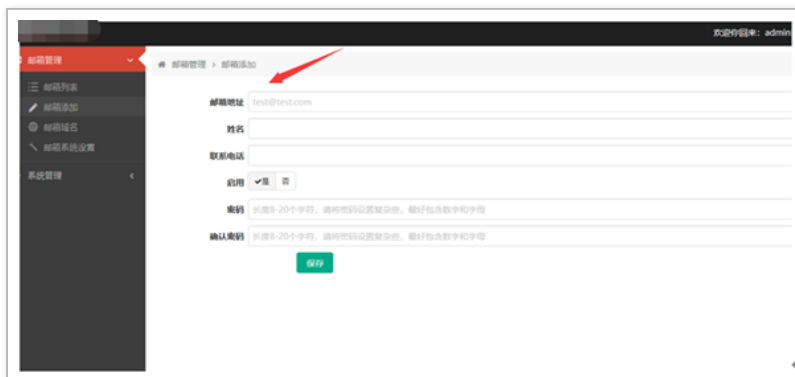 欢迎你回来: admin
邮箱管理
邮箱管理 > 邮箱添加
邮箱列表
邮箱添加
邮箱域名
邮箱系统设置
系统管理
邮箱地址 test@test.com
姓名
联系电话
启用 是 否
密码 长度8-20个字符，请将密码设置复杂些，最好包含数字和字母
确认密码 长度8-20个字符，请将密码设置复杂些，最好包含数字和字母
保存